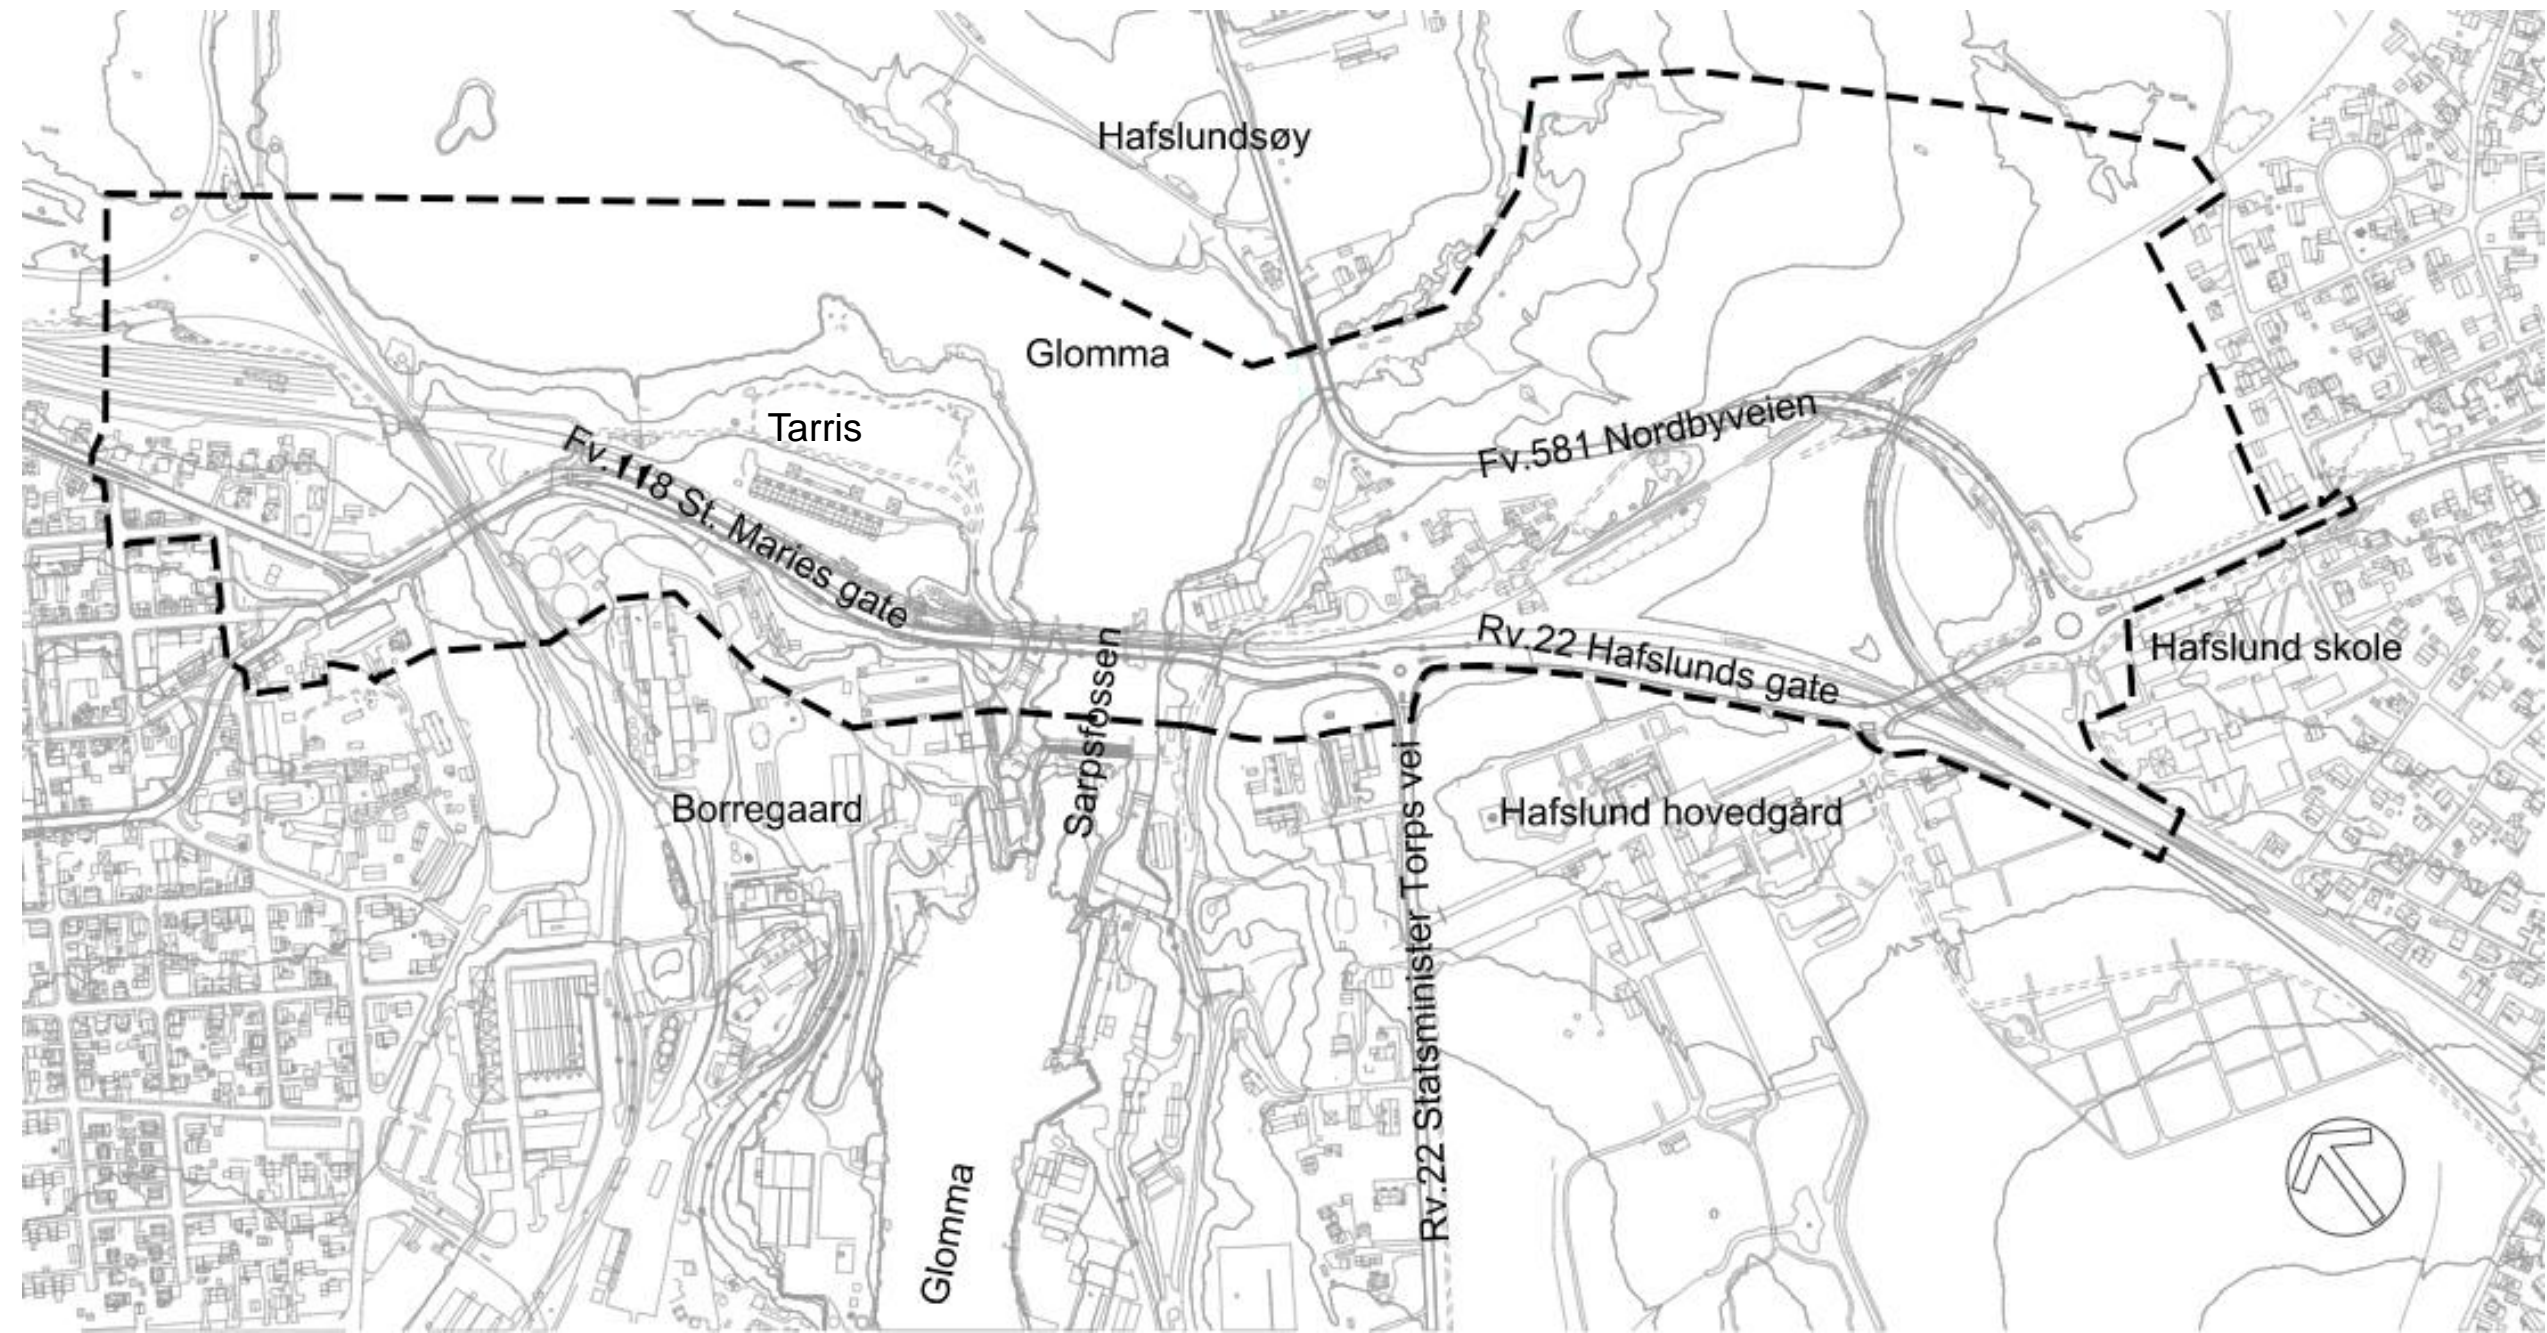 Hafslundsøy
Glomma
Tarris
Fv.581 Nordbyveien
Fv.118 St. Maries gate
Rv.22 Hafslunds gate
Hafslund skole
Sarpsfossen
Borregaard
Hafslund hovedgård
Rv.22 Statsminister Torps vei
Glomma